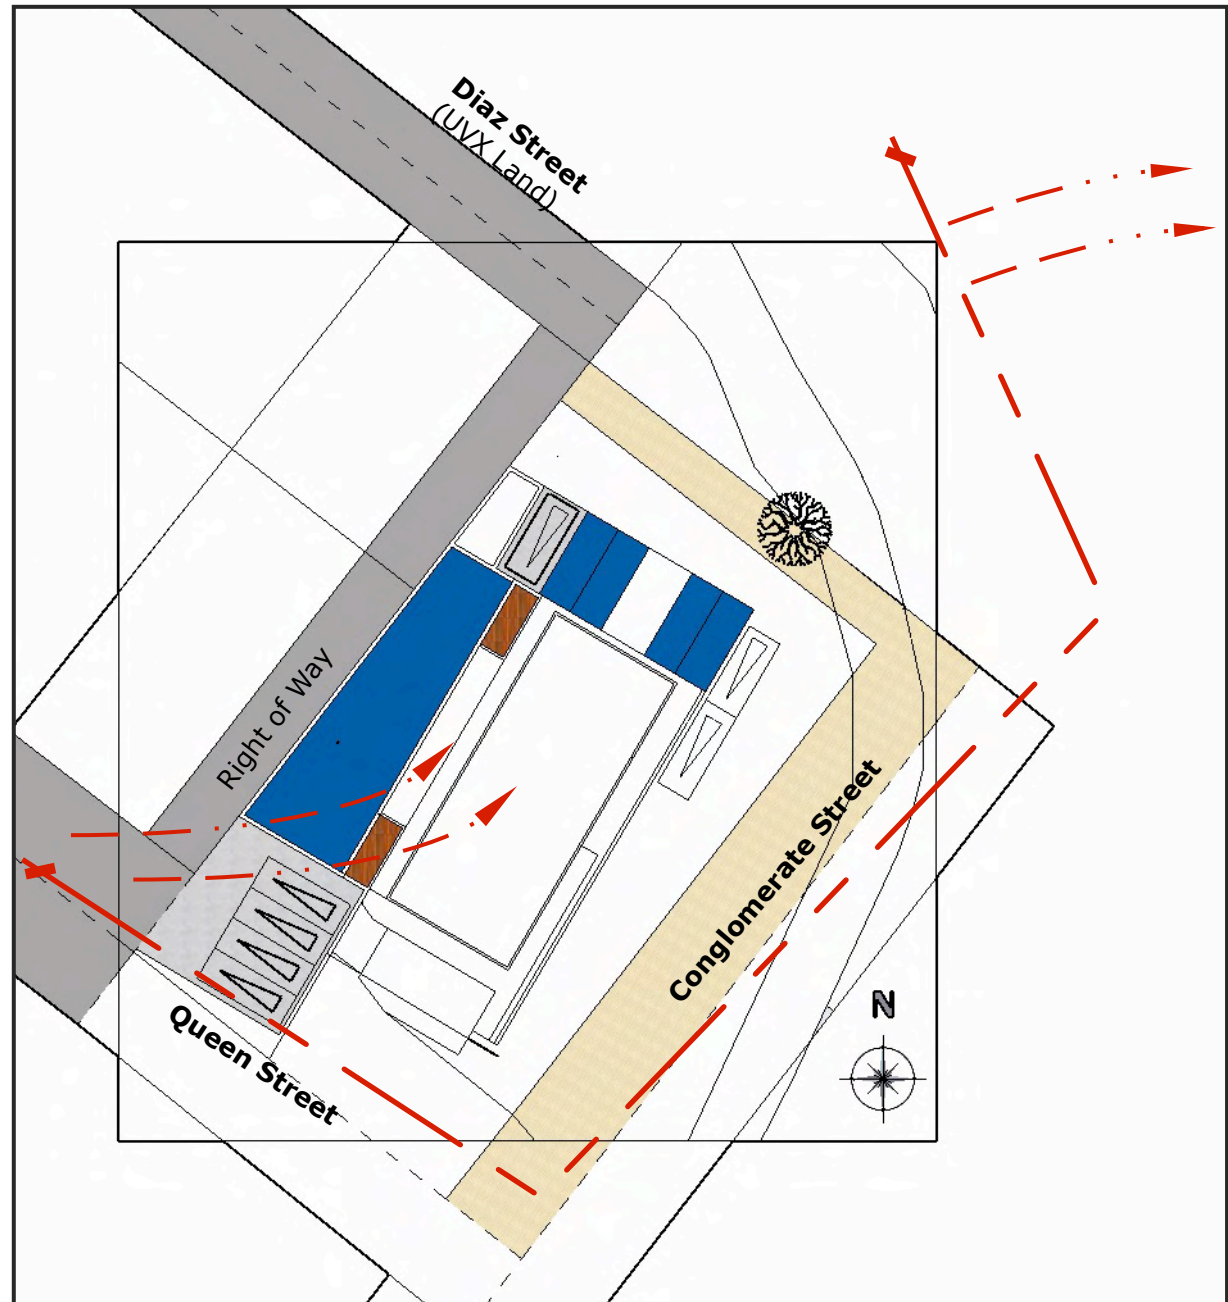 Diaz Street
(UVX Land)
Right of Way
Conglomerate Street
N
Queen Street